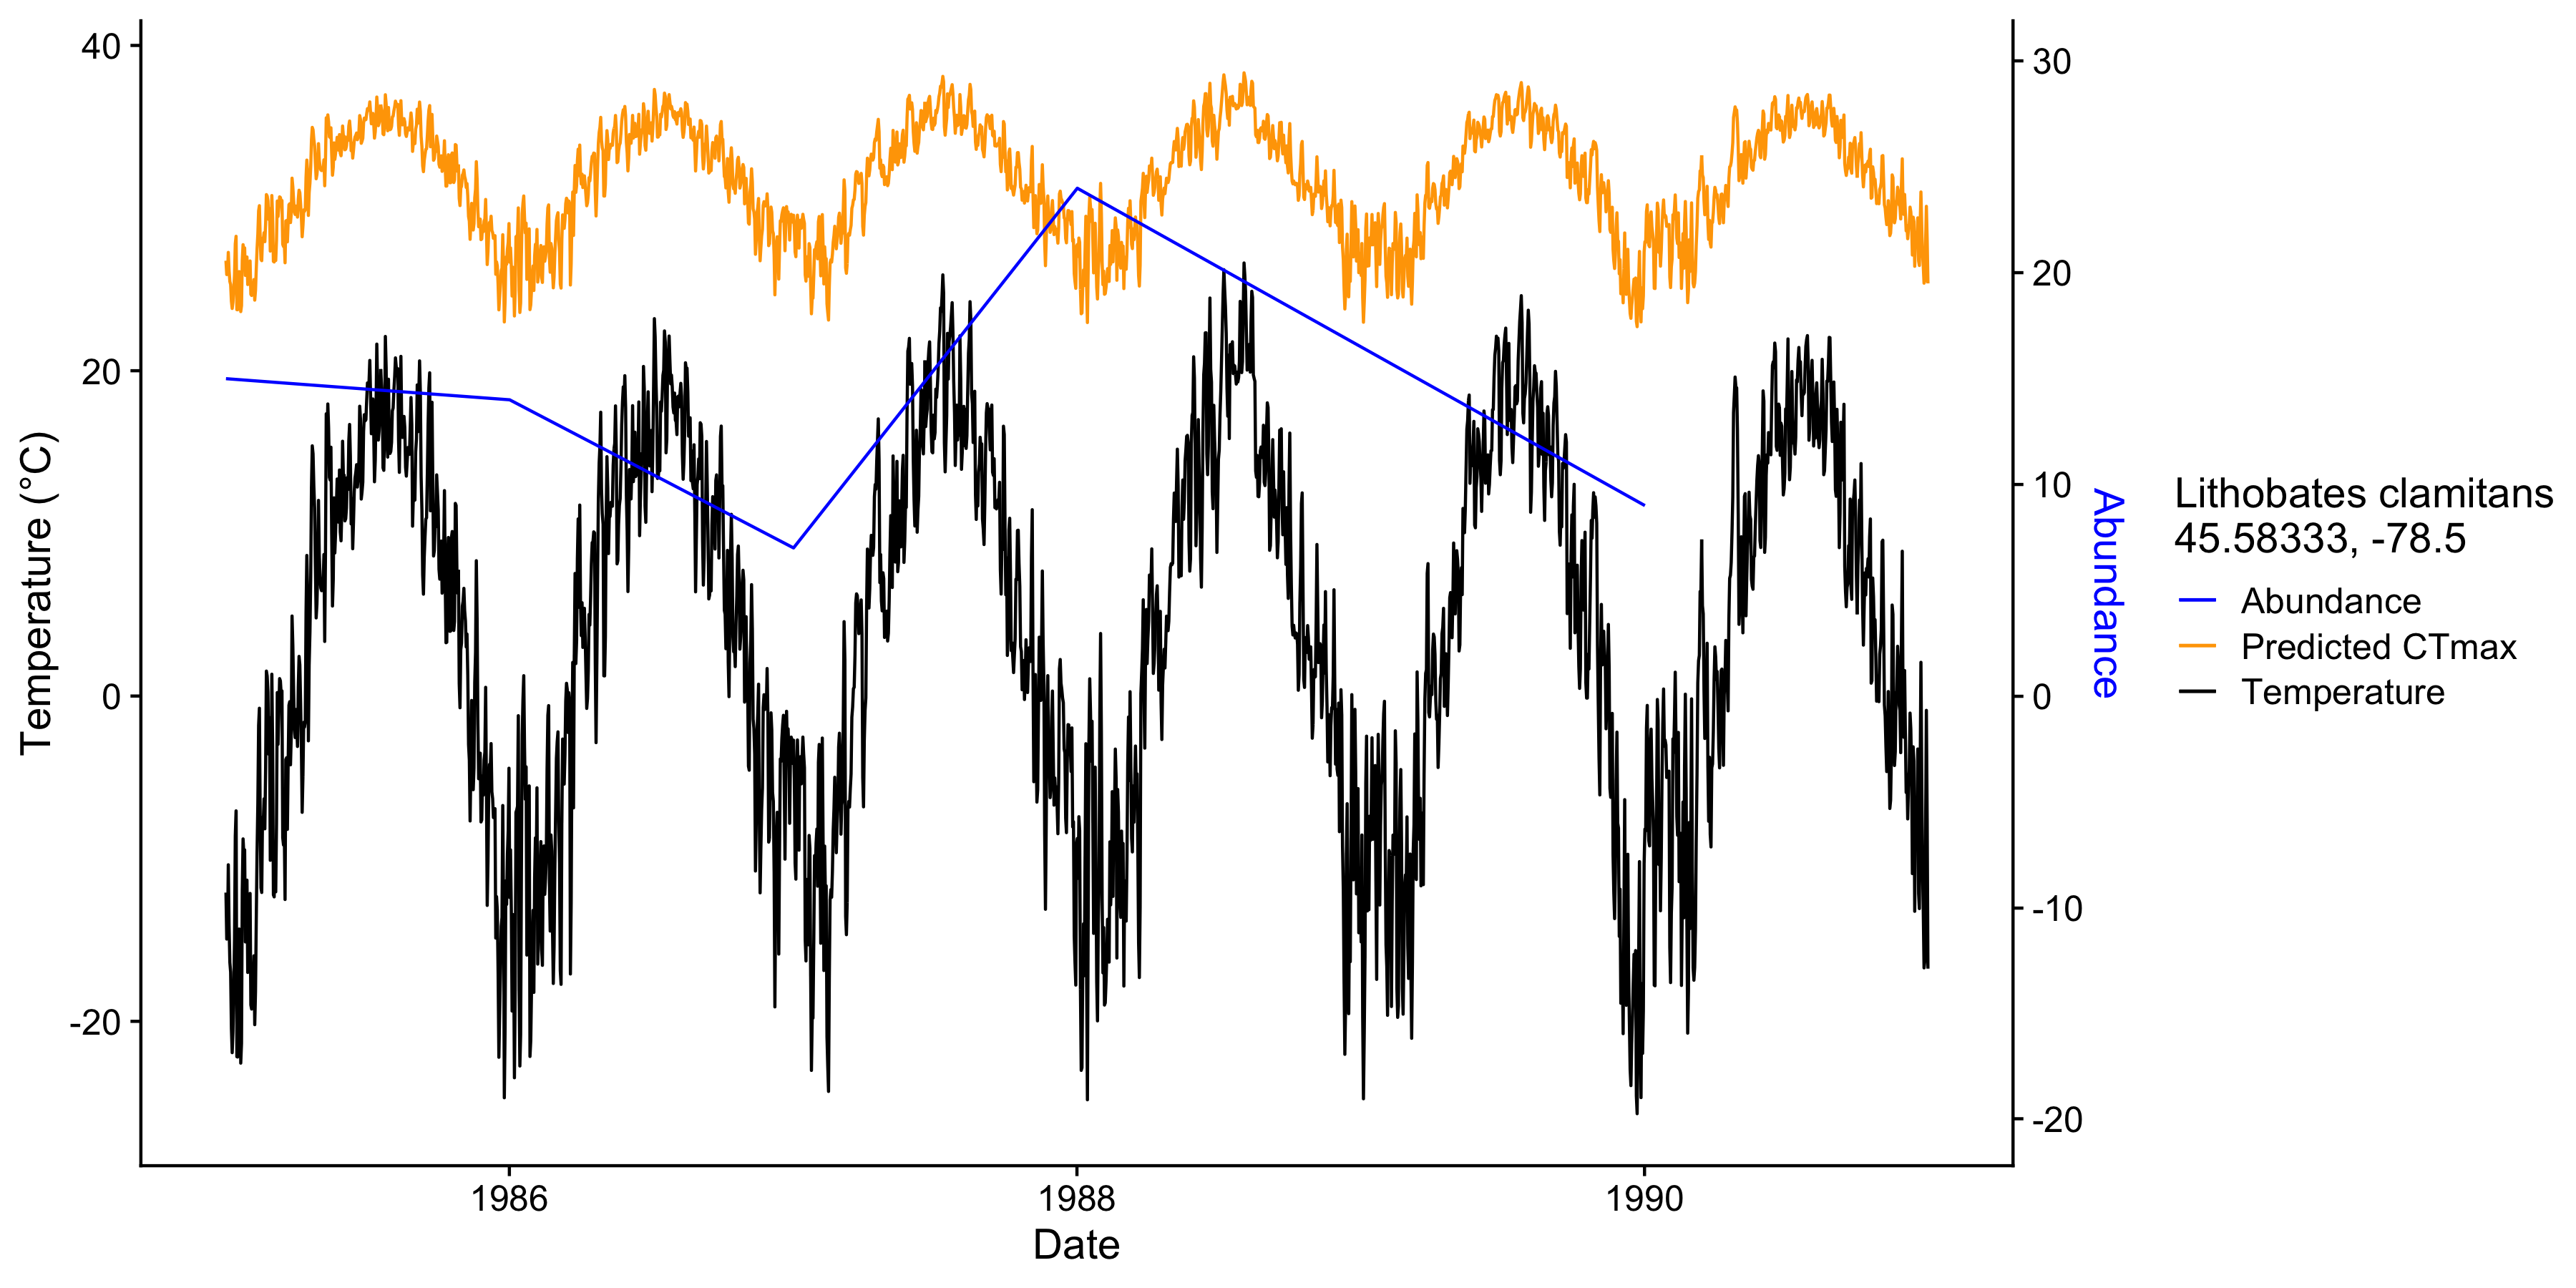 40
20
0
-20
Temperature (°C)
1986
1988
1990
Date
30
20
10
0
-10
-20
Abundance
Lithobates clamitans
45.58333, -78.5
Abundance
Predicted CTmax
Temperature